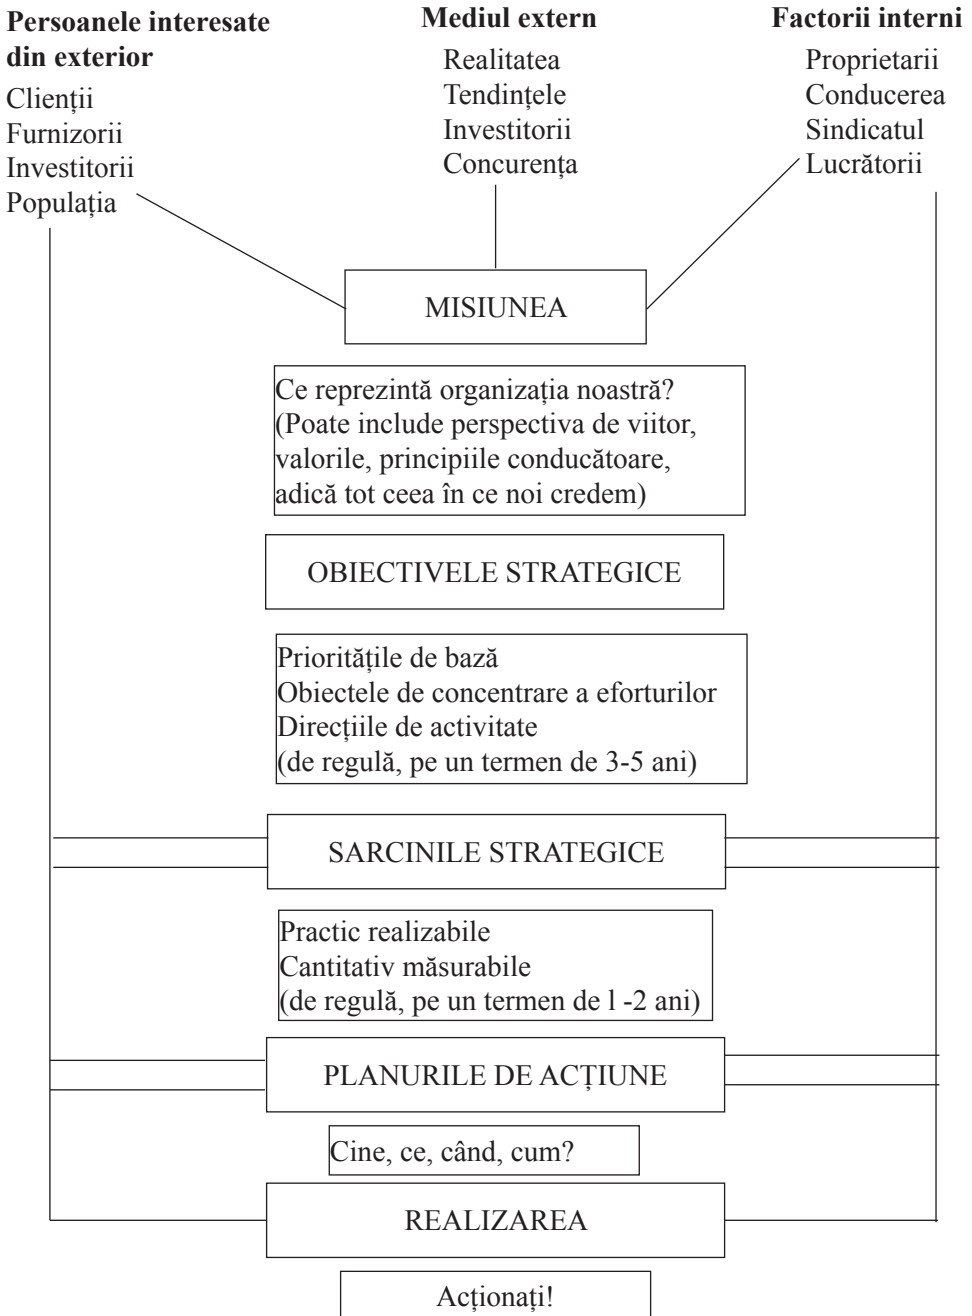 Persoanele interesate
din exterior
Clienții
Furnizorii
Investitorii
Populația
Mediul extern
Realitatea
Tendințele
Investitorii
Concurența
Factorii interni
Proprietarii
Conducerea
Sindicatul
Lucrătorii
MISIUNEA
Ce reprezintă organizația noastră?
(Poate include perspectiva de viitor,
valorile, principiile conducătoare,
adică tot ceea în ce noi credem)
OBIECTIVELE STRATEGICE
Prioritățile de bază
Obiectele de concentrare a eforturilor
Direcțiile de activitate
(de regulă, pe un termen de 3-5 ani)
SARCINILE STRATEGICE
Practic realizabile
Cantitativ măsurabile
(de regulă, pe un termen de l -2 ani)
PLANURILE DE ACȚIUNE
Cine, ce, când, cum?
REALIZAREA
Acționați!